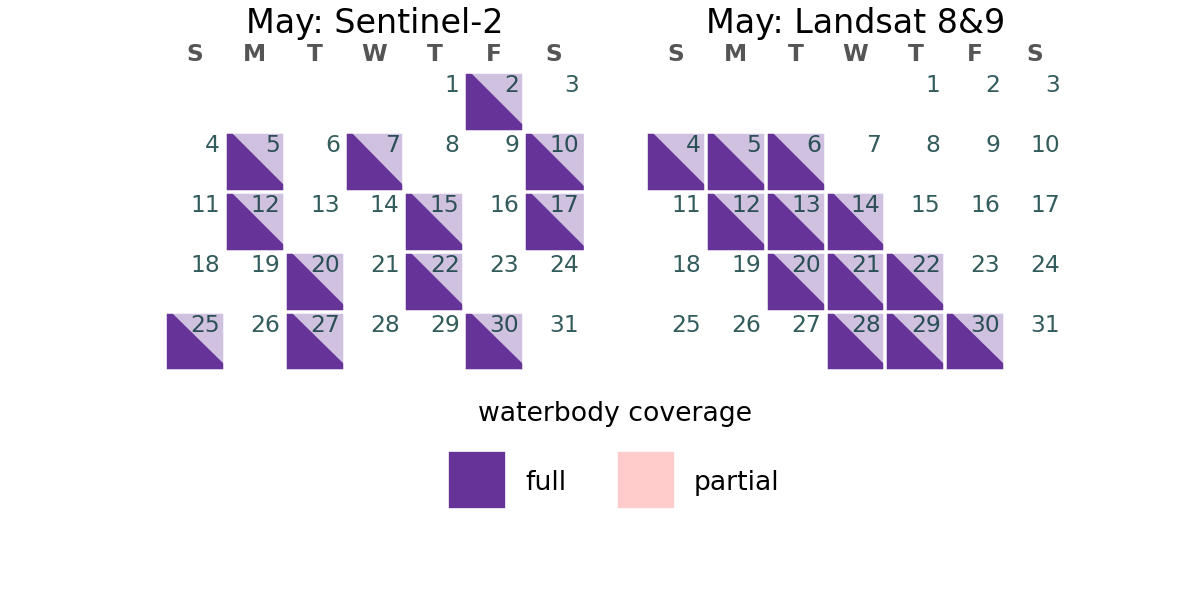 May: Sentinel-2
S M T W T F S
1 2 3
4 5 6 7 8 9 10
11 12 13 14 15 16 17
18 19 20 21 22 23 24
25 26 27 28 29 30 31
May: Landsat 8&9
S M T W T F S
1 2 3
4 5 6 7 8 9 10
11 12 13 14 15 16 17
18 19 20 21 22 23 24
25 26 27 28 29 30 31
waterbody coverage
full partial